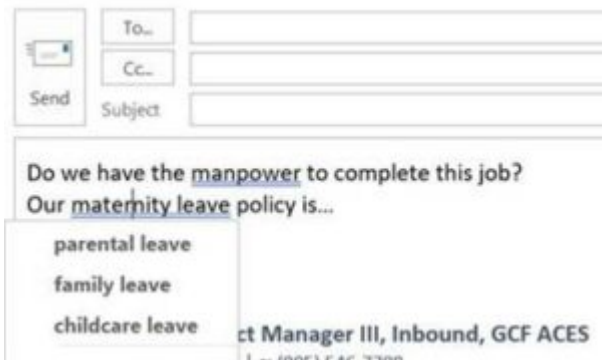 To...
Cc...
Send
Subject
Do we have the manpower to complete this job?
Our maternity leave policy is...
parental leave
family leave
childcare leave
ct Manager III, Inbound, GCF ACES